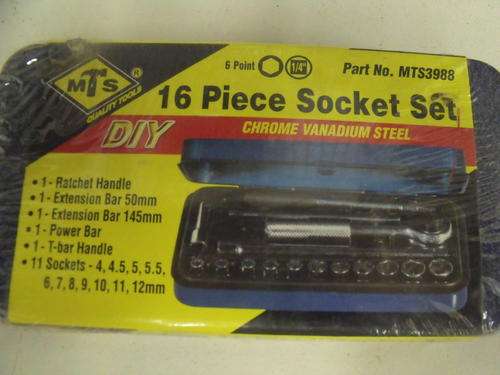 6 Point 1/4"
Part No. MTS3988
MTS ®
QUALITY TOOLS
16 Piece Socket Set
DIY
CHROME VANADIUM STEEL
• 1 - Ratchet Handle
• 1 - Extension Bar 50mm
• 1 - Extension Bar 145mm
• 1 - Power Bar
• 1 - T-bar Handle
• 11 Sockets - 4, 4.5, 5, 5.5,
6, 7, 8, 9, 10, 11, 12mm